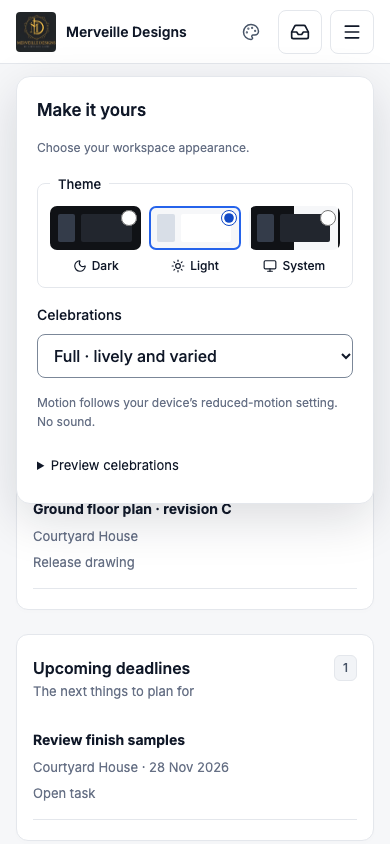 Merveille Designs
Make it yours
Choose your workspace appearance.
Theme
Dark
Light
System
Celebrations
Full · lively and varied
Motion follows your device’s reduced-motion setting.
No sound.
Preview celebrations
Ground floor plan · revision C
Courtyard House
Release drawing
Upcoming deadlines
1
The next things to plan for
Review finish samples
Courtyard House · 28 Nov 2026
Open task